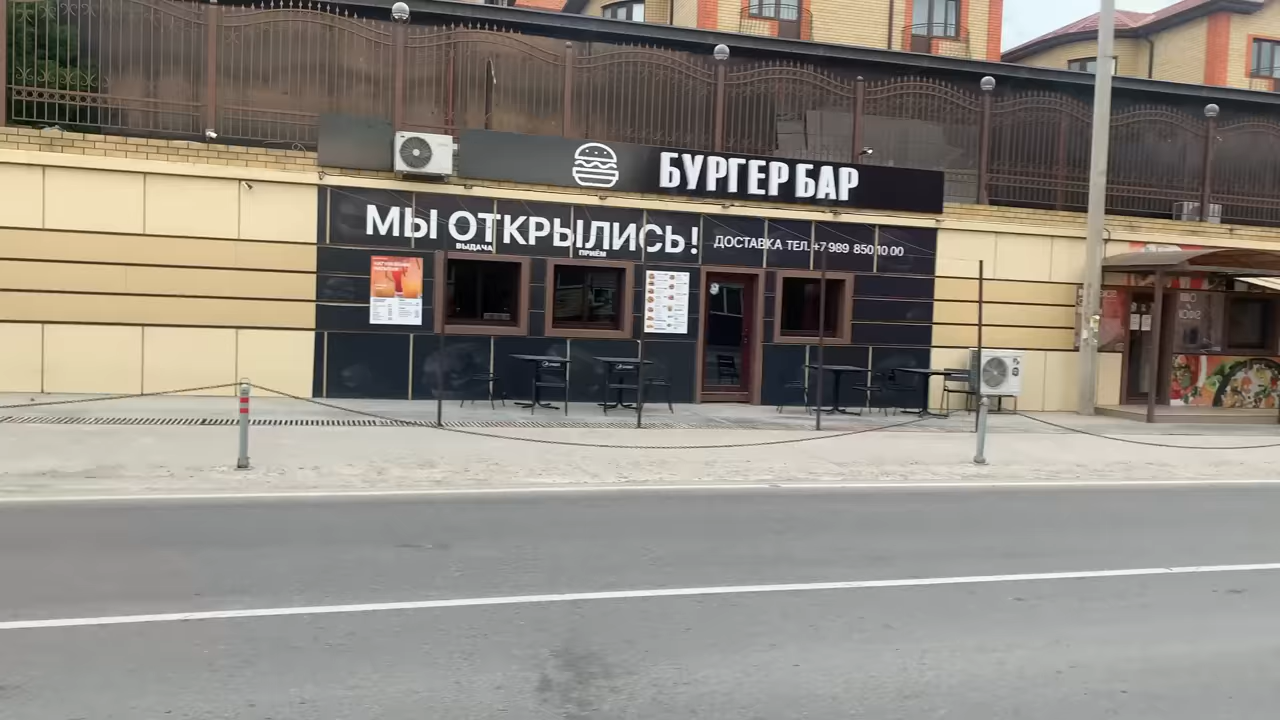 БУРГЕР БАР
МЫ ОТКРЫЛИСЬ!
ДОСТАВКА ТЕЛ. +7 989 850 10 00
ВЫДАЧА
ПРИЁМ